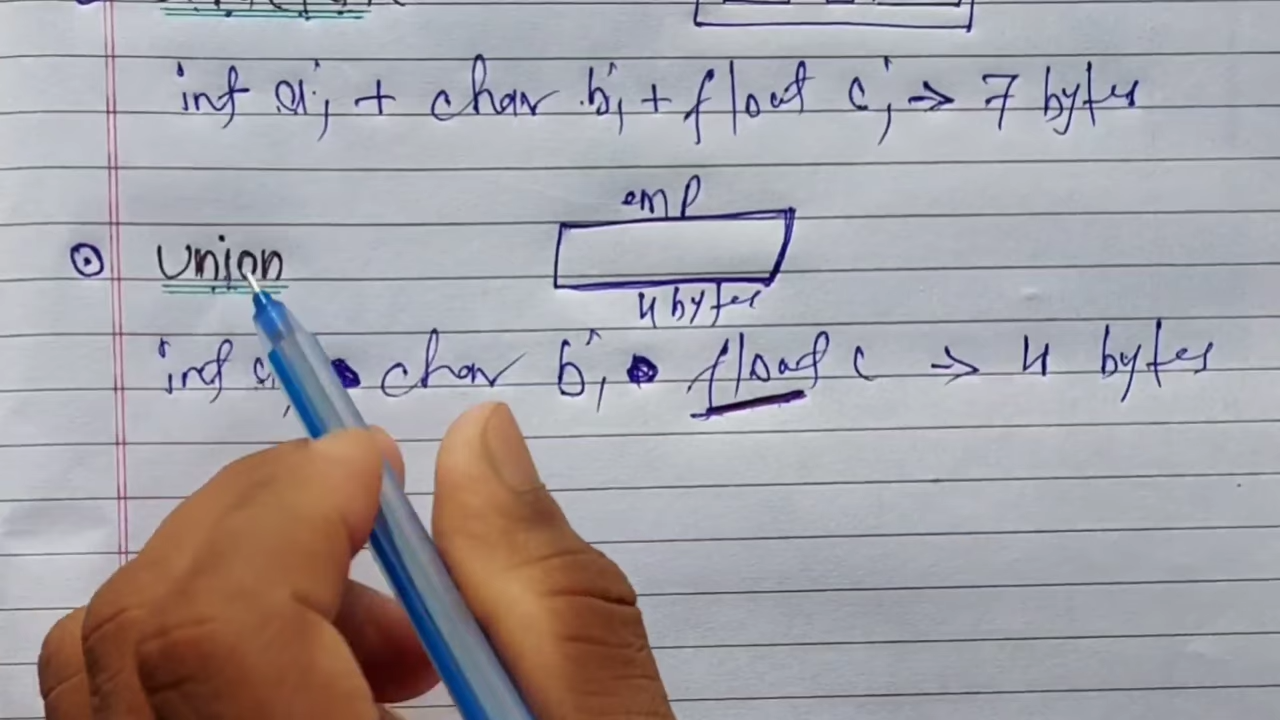 int a; + char b; + float c; → 7 bytes
emp
Union
4 bytes
int a; char b; float c → 4 bytes